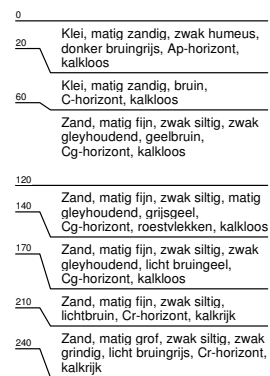 0
Klei, matig zandig, zwak humeus,
20
donker bruingrijs, Ap-horizont,
kalkloos
Klei, matig zandig, bruin,
60
C-horizont, kalkloos
Zand, matig fijn, zwak siltig, zwak
gleyhoudend, geelbruin,
Cg-horizont, kalkloos
120
Zand, matig fijn, zwak siltig, matig
140
gleyhoudend, grijsgeel,
Cg-horizont, roestvlekken, kalkloos
170
Zand, matig fijn, zwak siltig, zwak
gleyhoudend, licht bruingeel,
Cg-horizont, kalkloos
210
Zand, matig fijn, zwak siltig,
lichtbruin, Cr-horizont, kalkrijk
240
Zand, matig grof, zwak siltig, zwak
grindig, licht bruingrijs, Cr-horizont,
kalkrijk